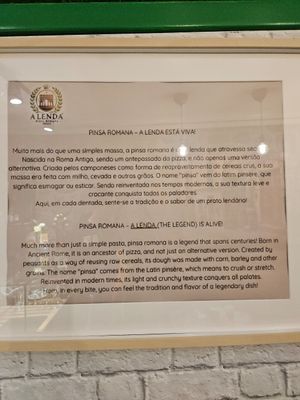 A LENDA
PINSA ROMANA – A LENDA ESTÁ VIVA!
Muito mais do que uma simples massa, a pinsa romana é uma lenda que atravessa
Nascida na Roma Antiga, sendo um antepassado da pizza, e não apenas uma versão
alternativa. Criada pelos camponeses como forma de reaproveitamento de cereais crus, a sua
massa era feita com milho, cevada e outros grãos. O nome "pinsa" vem do latim pinsère, que
significa esmagar ou esticar. Sendo reinventada nos tempos modernos, a sua textura leve e
crocante conquista todos os paladares.
Aqui, em cada dentada, sente-se a tradição e o sabor de um prato lendário!
PINSA ROMANA – A LENDA (THE LEGEND) IS ALIVE!
Much more than just a simple pasta, pinsa romana is a legend that spans centuries! Born in
Ancient Rome, it is an ancestor of pizza, and not just an alternative version. Created by
peasants as a way of reusing raw cereals, its dough was made with corn, barley and other
grains. The name "pinsa" comes from the Latin pinsère, which means to crush or stretch.
Reinvented in modern times, its light and crunchy texture conquers all palates.
From, in every bite, you can feel the tradition and flavor of a legendary dish!